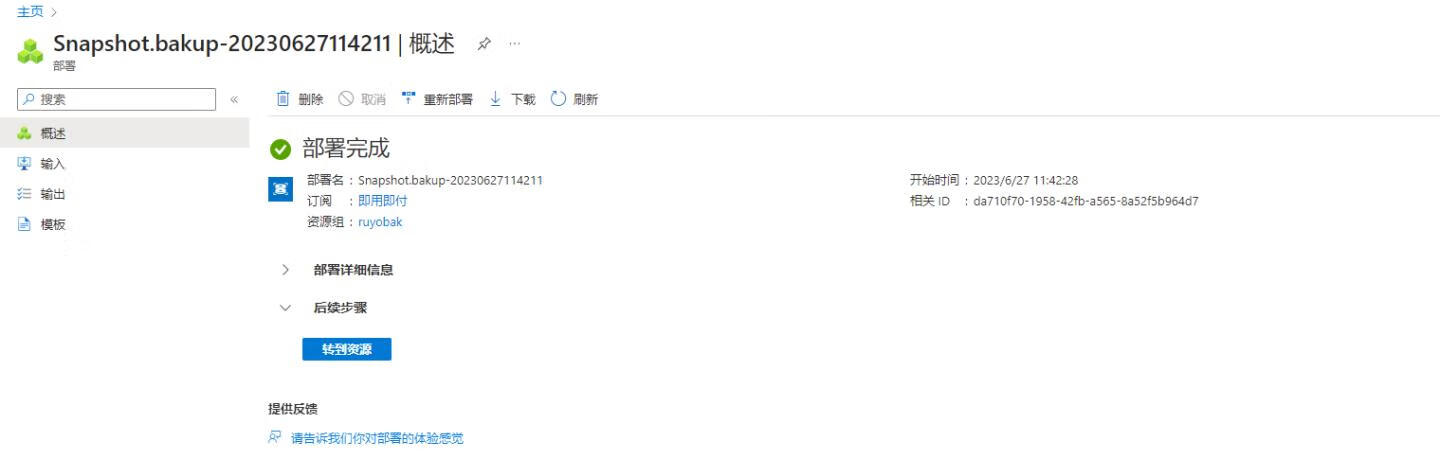 主页 >
Snapshot.bakup-20230627114211 | 概述
部署
搜索
删除 取消 重新部署 下载 刷新
概述
输入
输出
模板
部署完成
部署名 : Snapshot.bakup-20230627114211
订阅 : 即用即付
资源组 : ruyobak
开始时间 : 2023/6/27 11:42:28
相关 ID : da710f70-1958-42fb-a565-8a52f5b964d7
部署详细信息
后续步骤
转到资源
提供反馈
请告诉我们你对部署的体验感觉